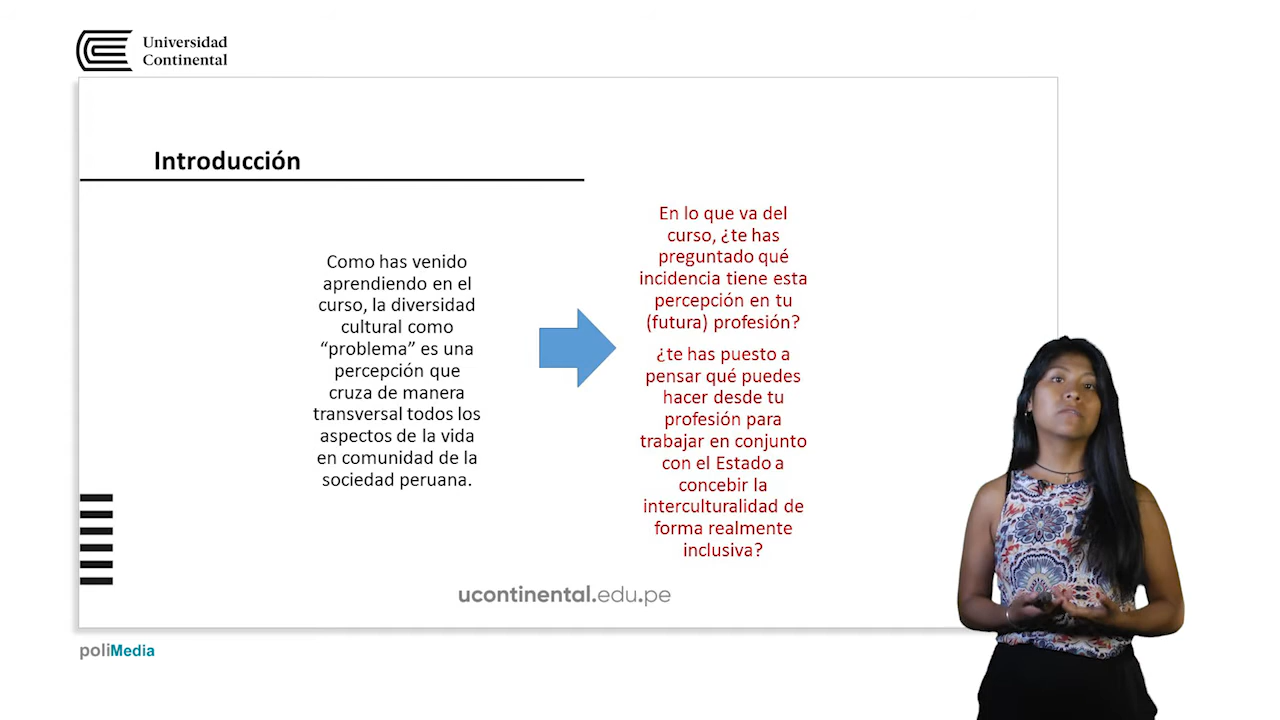 Universidad
Continental
Introducción
Como has venido
aprendiendo en el
curso, la diversidad
cultural como
“problema” es una
percepción que
cruza de manera
transversal todos los
aspectos de la vida
en comunidad de la
sociedad peruana.
En lo que va del
curso, ¿te has
preguntado qué
incidencia tiene esta
percepción en tu
(futura) profesión?
¿te has puesto a
pensar qué puedes
hacer desde tu
profesión para
trabajar en conjunto
con el Estado a
concebir la
interculturalidad de
forma realmente
inclusiva?
ucontinental.edu.pe
poliMedia